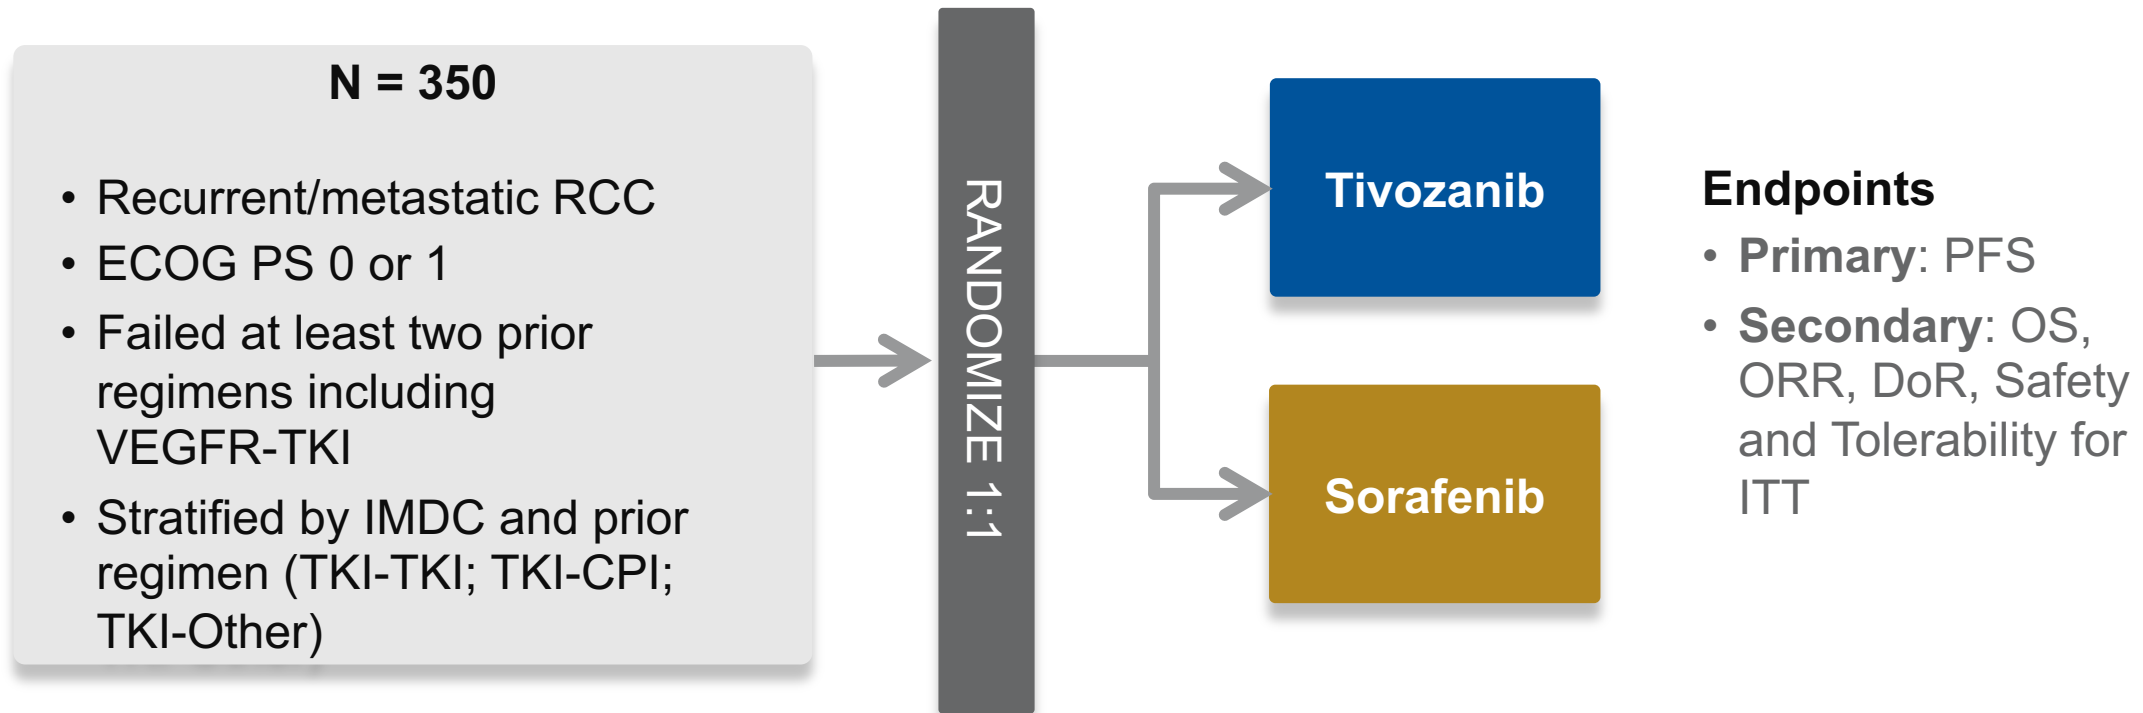 N = 350
• Recurrent/metastatic RCC
• ECOG PS 0 or 1
• Failed at least two prior
regimens including
VEGFR-TKI
• Stratified by IMDC and prior
regimen (TKI-TKI; TKI-CPI;
TKI-Other)
RANDOMIZE 1:1
Tivozanib
Sorafenib
Endpoints
• Primary: PFS
• Secondary: OS,
ORR, DoR, Safety
and Tolerability for
ITT